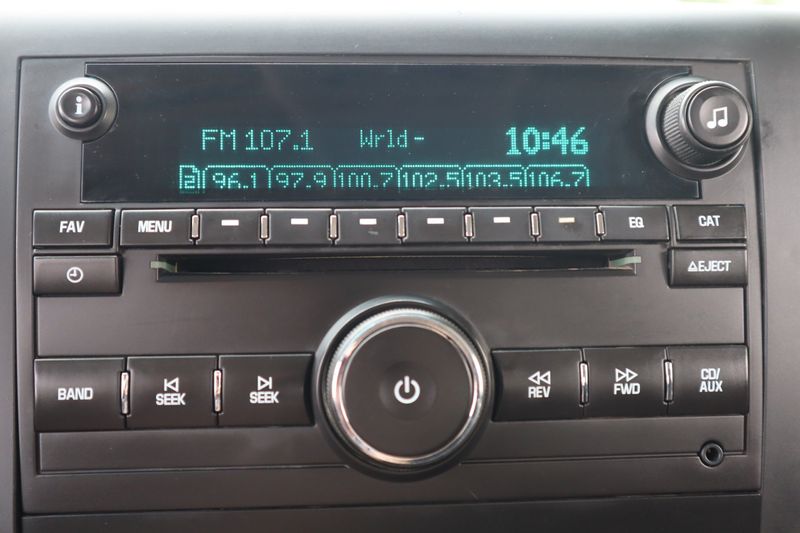 i
FM 107.1 Wrld- 10:46
2 96.1 97.9 100.7 102.5 103.5 106.7
FAV MENU EQ CAT
EJECT
BAND SEEK SEEK REV FWD CD/
AUX